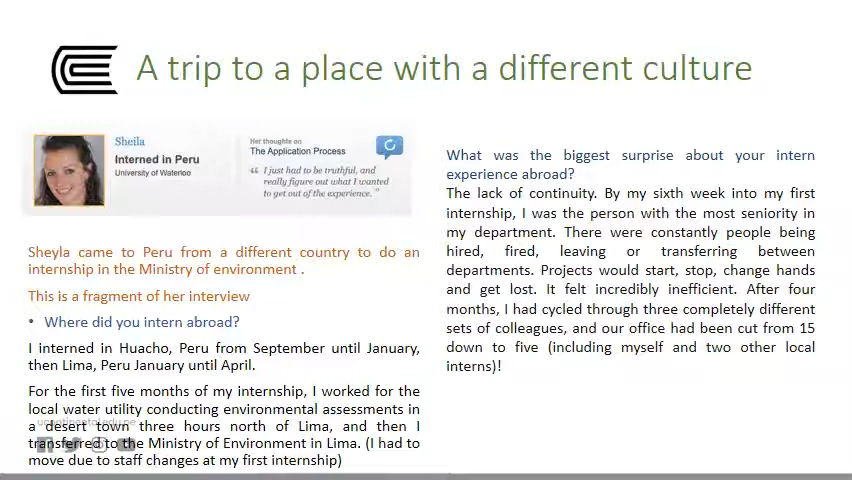 A trip to a place with a different culture
Sheila
Interned in Peru
University of Waterloo
Her thoughts on
The Application Process
“ I just had to be truthful, and
really figure out what I wanted
to get out of the experience. ”
Sheyla came to Peru from a different country to do an
internship in the Ministry of environment .
This is a fragment of her interview
• Where did you intern abroad?
I interned in Huacho, Peru from September until January,
then Lima, Peru January until April.
For the first five months of my internship, I worked for the
local water utility conducting environmental assessments in
a desert town three hours north of Lima, and then I
transferred to the Ministry of Environment in Lima. (I had to
move due to staff changes at my first internship)
ucontinental.edu.pe
What was the biggest surprise about your intern
experience abroad?
The lack of continuity. By my sixth week into my first
internship, I was the person with the most seniority in
my department. There were constantly people being
hired, fired, leaving or transferring between
departments. Projects would start, stop, change hands
and get lost. It felt incredibly inefficient. After four
months, I had cycled through three completely different
sets of colleagues, and our office had been cut from 15
down to five (including myself and two other local
interns)!